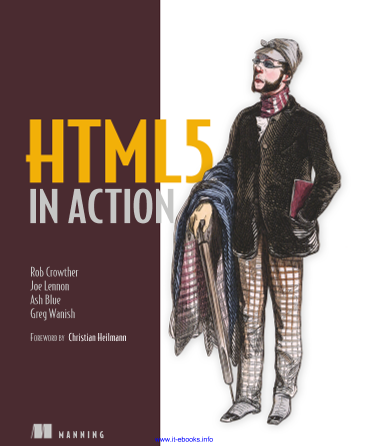 HTML5
IN ACTION
Rob Crowther
Joe Lennon
Ash Blue
Greg Wanish
FOREWORD BY Christian Heilmann
MANNING
www.it-ebooks.info